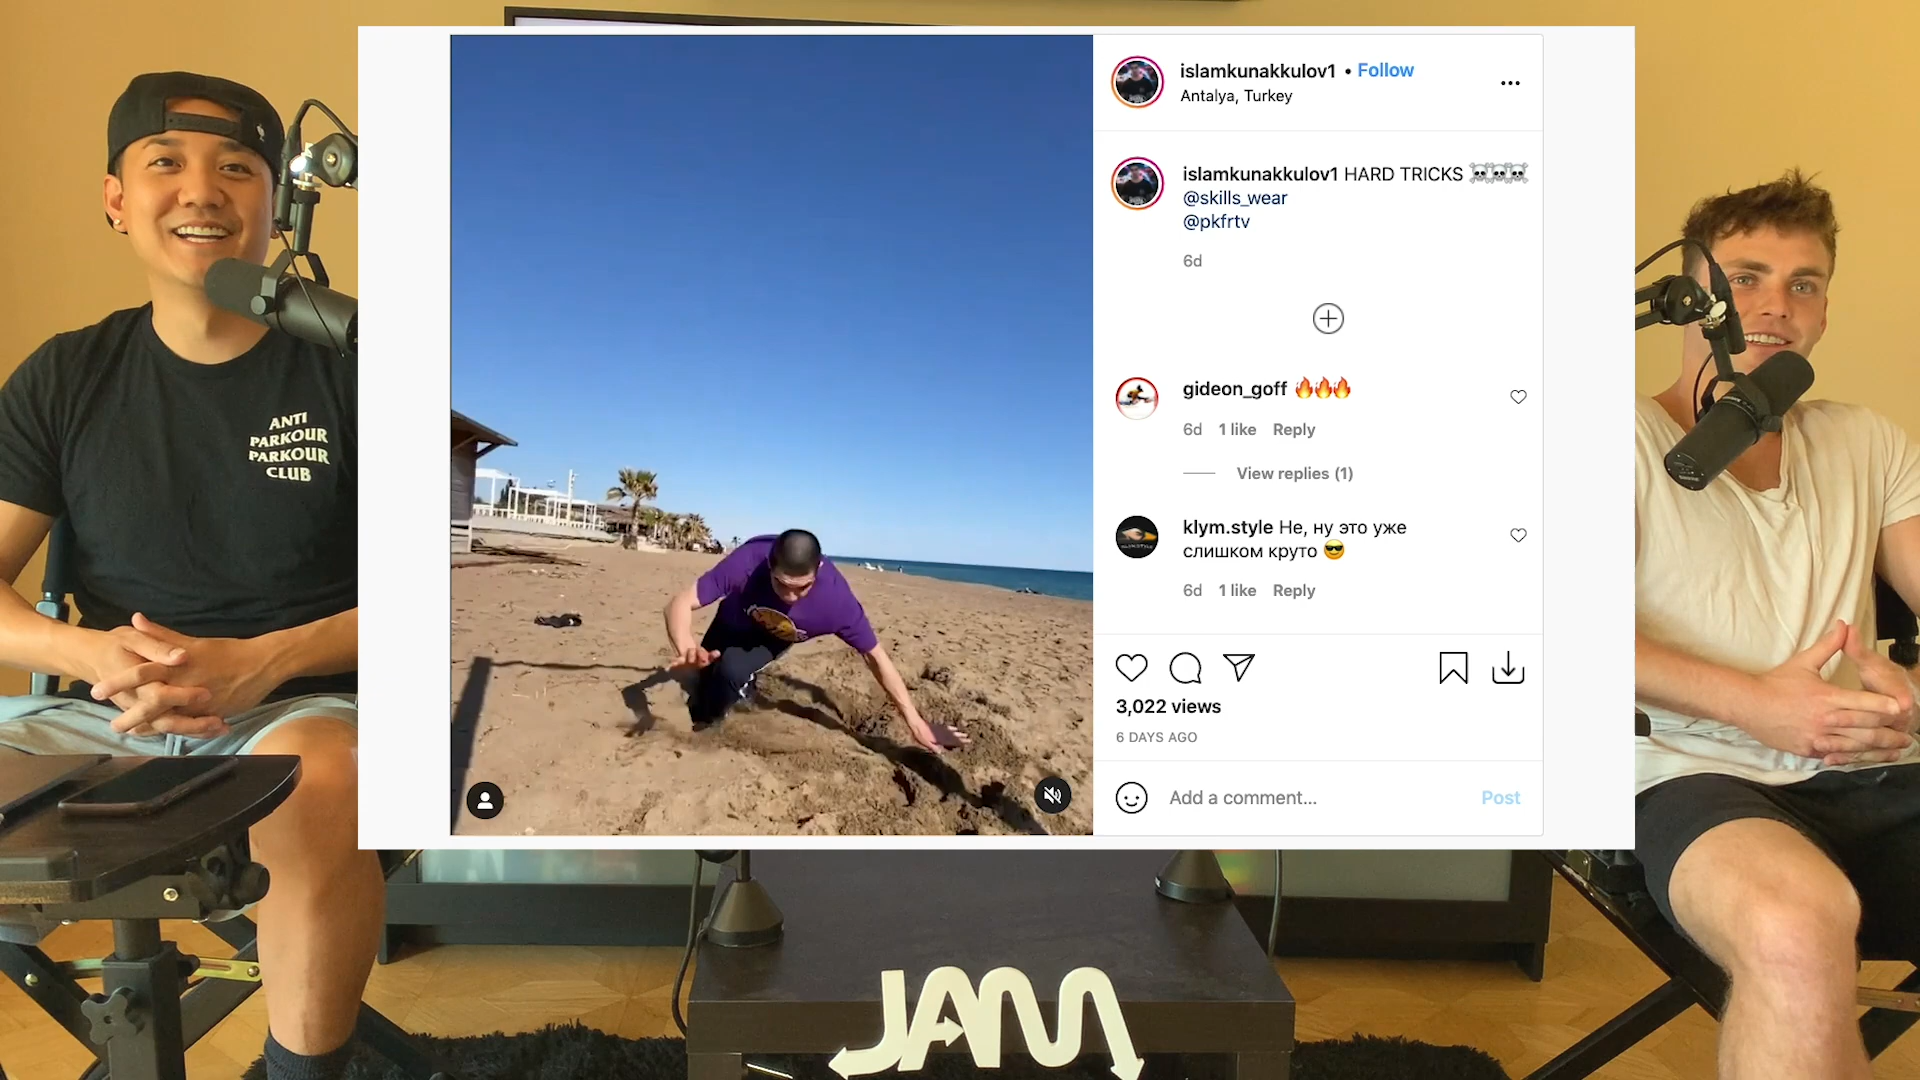 islamkunakkulov1 • Follow
Antalya, Turkey
islamkunakkulov1 HARD TRICKS ☠☠☠
@skills_wear
@pkfrtv
6d
gideon_goff 🔥🔥🔥
6d 1 like Reply
View replies (1)
klym.style Не, ну это уже
слишком круто 😎
6d 1 like Reply
3,022 views
6 DAYS AGO
Add a comment... Post
ANTI
PARKOUR
PARKOUR
CLUB
JAM